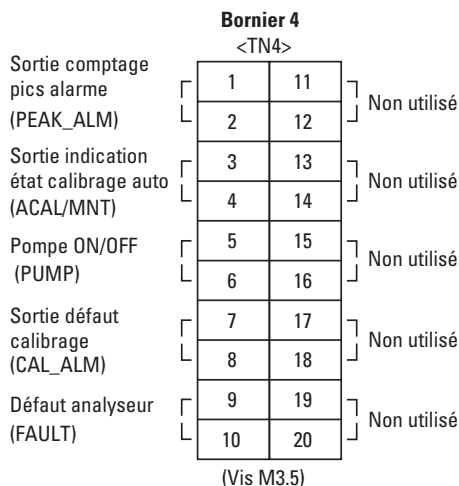 Bornier 4
<TN4>
Sortie comptage
pics alarme
(PEAK_ALM)
1 11
2 12
Non utilisé
Sortie indication
état calibrage auto
(ACAL/MNT)
3 13
4 14
Non utilisé
Pompe ON/OFF
(PUMP)
5 15
6 16
Non utilisé
Sortie défaut
calibrage
(CAL_ALM)
7 17
8 18
Non utilisé
Défaut analyseur
(FAULT)
9 19
10 20
Non utilisé
(Vis M3.5)